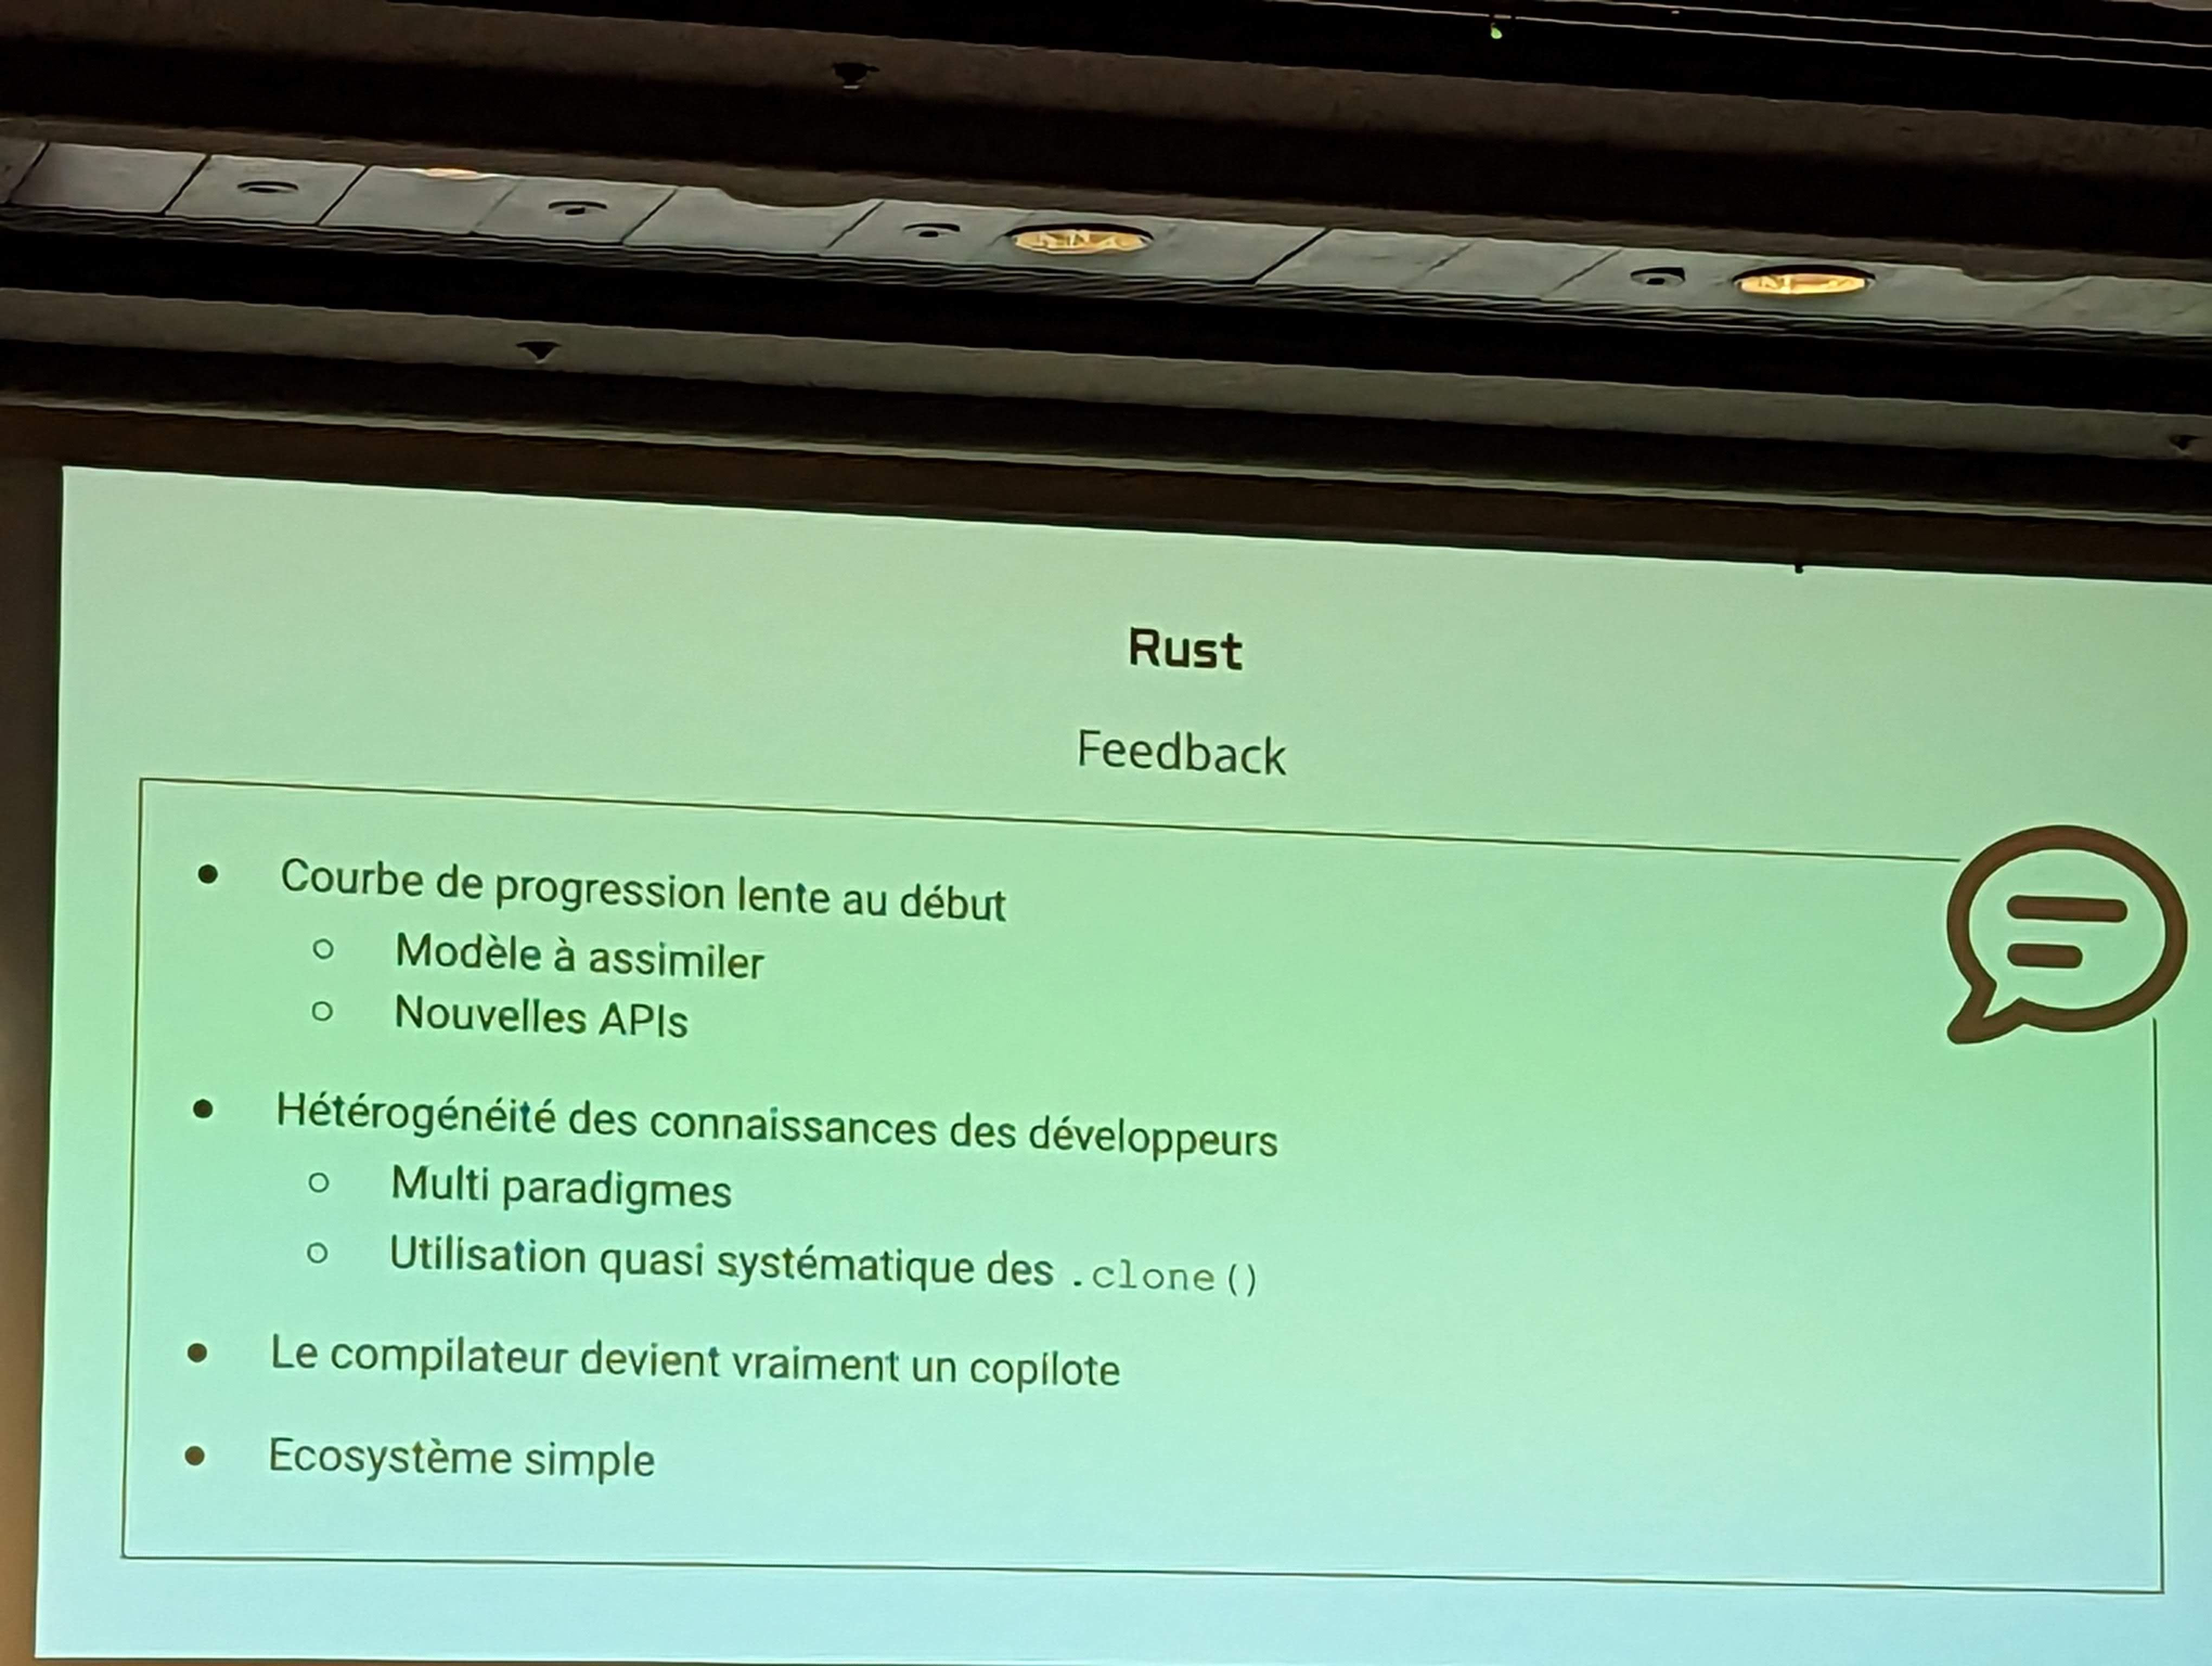 Rust
Feedback
● Courbe de progression lente au début
○ Modèle à assimiler
○ Nouvelles APIs
● Hétérogénéité des connaissances des développeurs
○ Multi paradigmes
○ Utilisation quasi systématique des .clone()
● Le compilateur devient vraiment un copilote
● Ecosystème simple